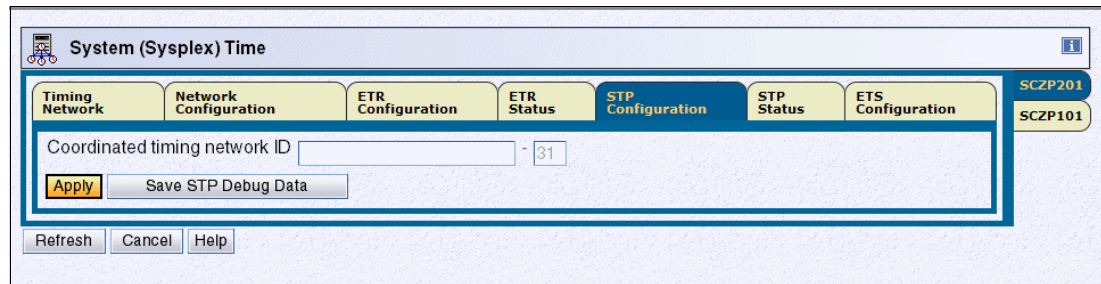 System (Sysplex) Time
i
SCZP201
SCZP101
Timing Network
Network Configuration
ETR Configuration
ETR Status
STP Configuration
STP Status
ETS Configuration
Coordinated timing network ID - 31
Apply Save STP Debug Data
Refresh Cancel Help